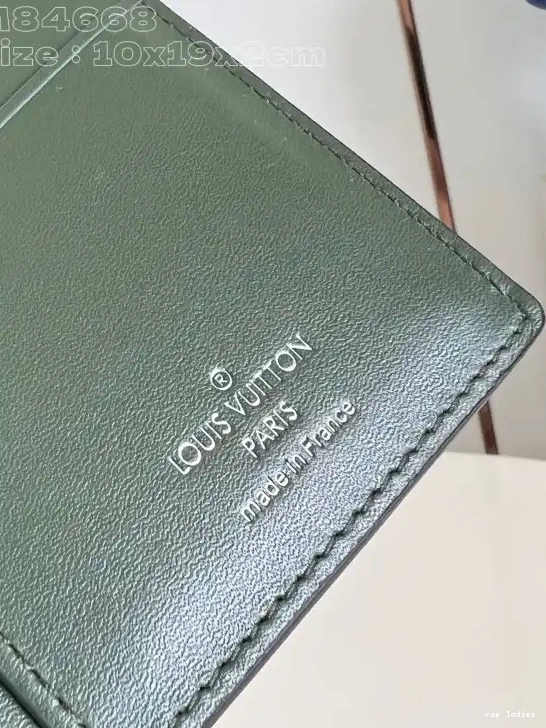 184668
ize : 10x19x2cm
®
LOUIS VUITTON
PARIS
made in France
rep ladies